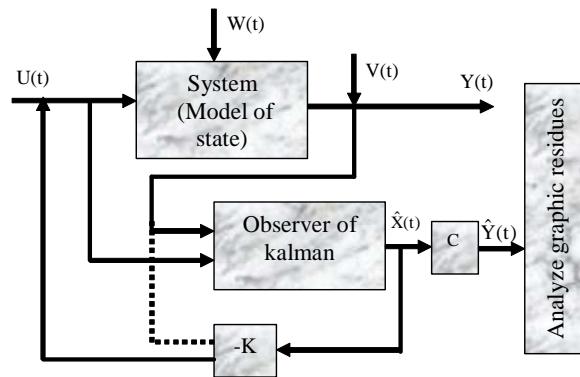 W(t)
U(t)
System
(Model of
state)
V(t)
Y(t)
Observer of
kalman
X̂(t)
C
Ŷ(t)
-K
Analyze graphic residues